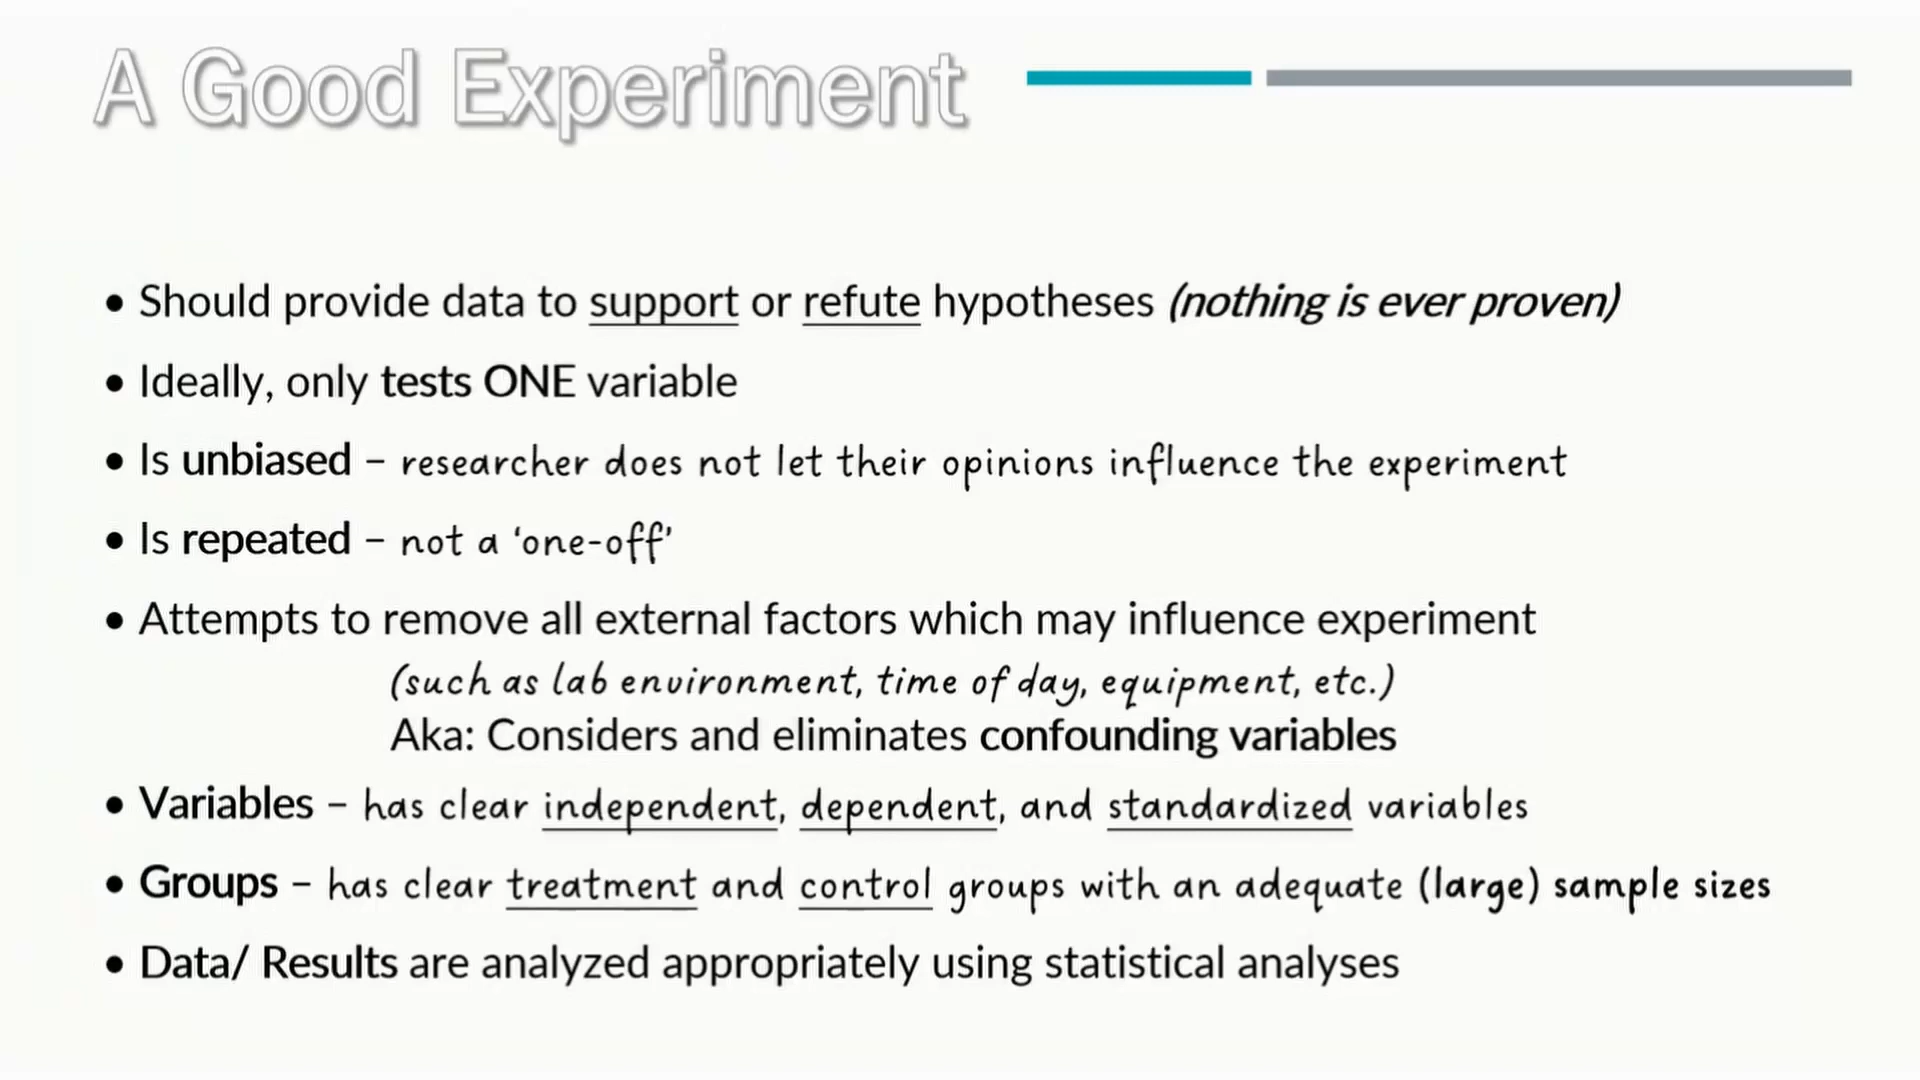 A Good Experiment
• Should provide data to support or refute hypotheses (nothing is ever proven)
• Ideally, only tests ONE variable
• Is unbiased – researcher does not let their opinions influence the experiment
• Is repeated – not a ‘one-off’
• Attempts to remove all external factors which may influence experiment
(such as lab environment, time of day, equipment, etc.)
Aka: Considers and eliminates confounding variables
• Variables – has clear independent, dependent, and standardized variables
• Groups – has clear treatment and control groups with an adequate (large) sample sizes
• Data/ Results are analyzed appropriately using statistical analyses